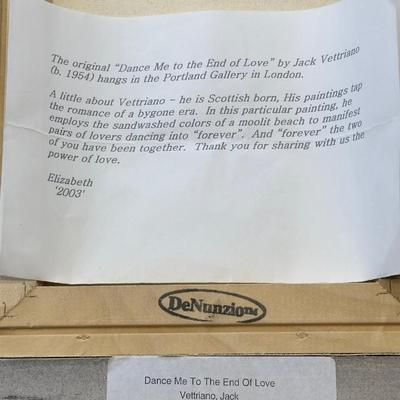 The original "Dance Me to the End of Love" by Jack Vettriano
(b. 1954) hangs in the Portland Gallery in London.
A little about Vettriano – he is Scottish born, His paintings tap
the romance of a bygone era. In this particular painting, he
employs the sandwashed colors of a moolit beach to manifest
pairs of lovers dancing into "forever". And "forever" the two
of you have been together. Thank you for sharing with us the
power of love.
Elizabeth
'2003'
DeNunzio
Dance Me To The End Of Love
Vettriano, Jack